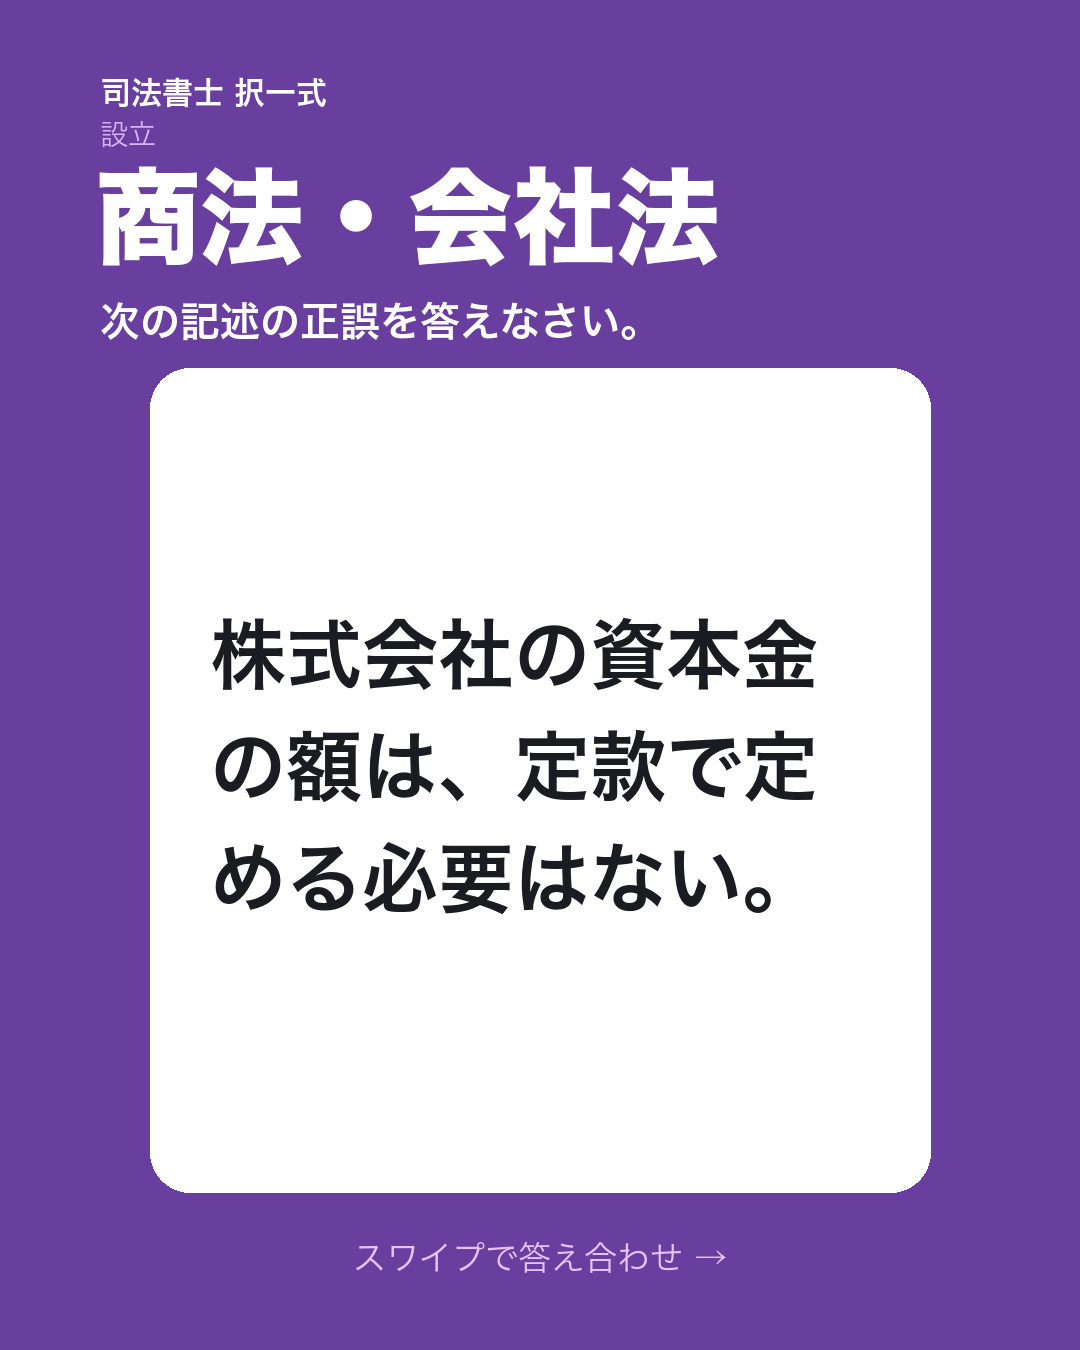 司法書士 択一式
設立
商法・会社法
次の記述の正誤を答えなさい。
株式会社の資本金
の額は、定款で定
める必要はない。
スワイプで答え合わせ →